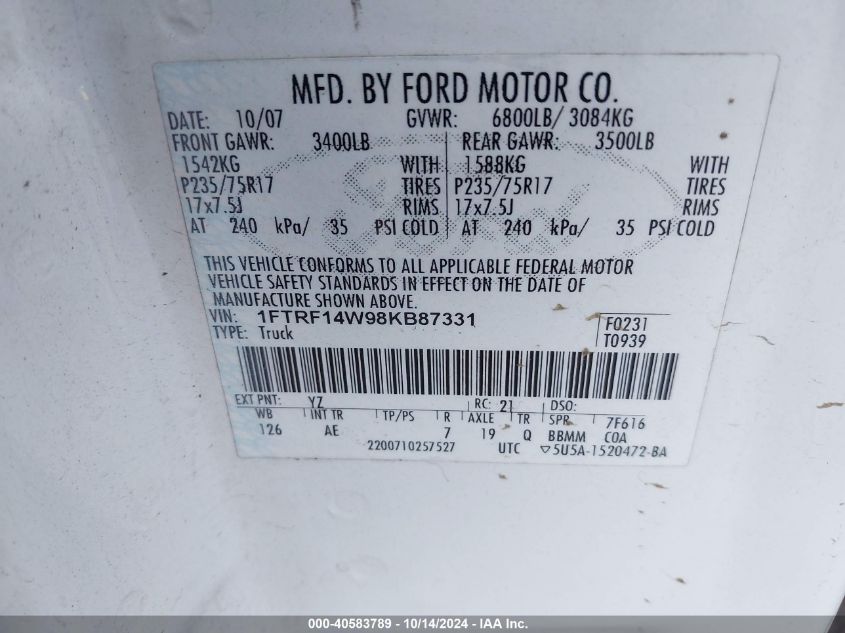 MFD. BY FORD MOTOR CO.
DATE: 10/07 GVWR: 6800LB/ 3084KG
FRONT GAWR: 3400LB REAR GAWR: 3500LB
1542KG WITH 1588KG WITH
P235/75R17 TIRES P235/75R17 TIRES
17x7.5J RIMS 17x7.5J RIMS
AT 240 kPa/ 35 PSI COLD AT 240 kPa/ 35 PSI COLD
THIS VEHICLE CONFORMS TO ALL APPLICABLE FEDERAL MOTOR
VEHICLE SAFETY STANDARDS IN EFFECT ON THE DATE OF
MANUFACTURE SHOWN ABOVE.
VIN: 1FTRF14W98KB87331 F0231
TYPE: Truck T0939
EXT PNT: YZ RC: 21 DSO:
WB INT TR TP/PS R AXLE TR SPR 7F616
126 AE 7 19 Q BBMM COA
2200710257527 UTC ▽5U5A-1520472-BA
000-40583789 - 10/14/2024 - IAA Inc.